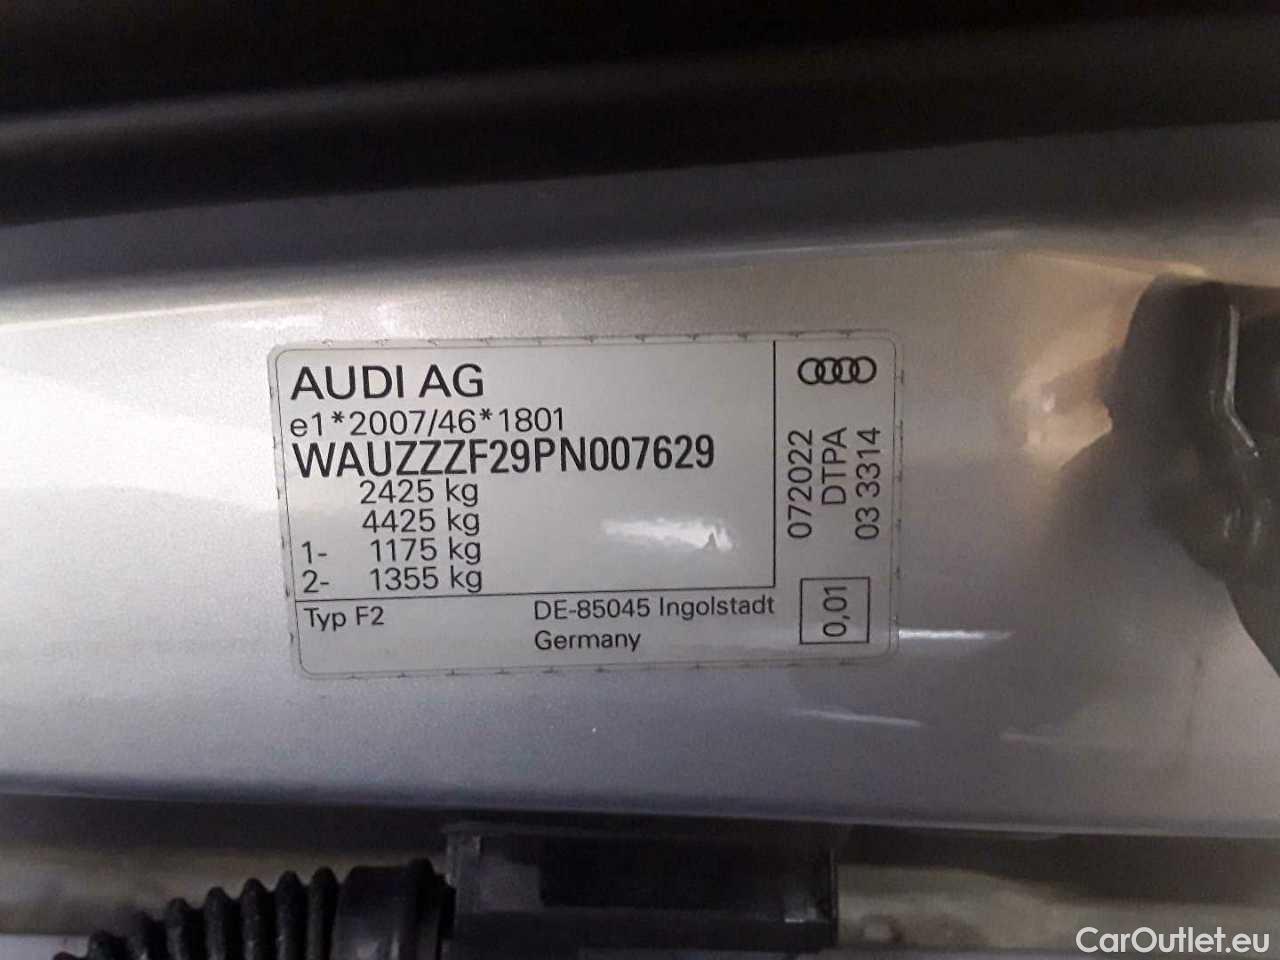 AUDI AG
e1*2007/46*1801
WAUZZZF29PN007629
2425 kg
4425 kg
1- 1175 kg
2- 1355 kg
Typ F2
DE-85045 Ingolstadt
Germany
072022
DTPA
03 3314
0,01
CarOutlet.eu